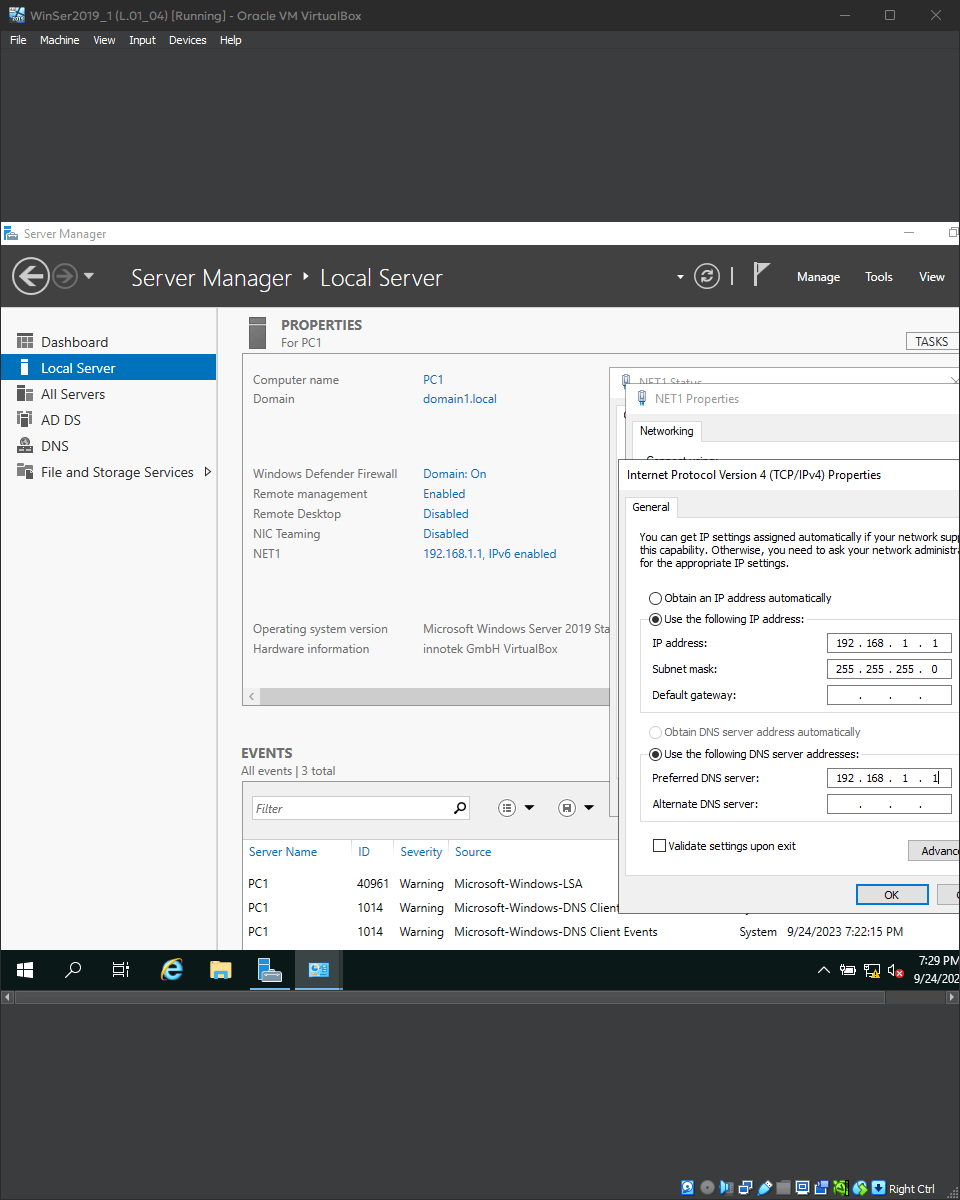 WinSer2019_1 (L.01_04) [Running] - Oracle VM VirtualBox
File Machine View Input Devices Help
Server Manager
Server Manager Local Server
Manage Tools View
Dashboard
Local Server
All Servers
AD DS
DNS
File and Storage Services
PROPERTIES
For PC1
TASKS
Computer name PC1
Domain domain1.local
Windows Defender Firewall Domain: On
Remote management Enabled
Remote Desktop Disabled
NIC Teaming Disabled
NET1 192.168.1.1, IPv6 enabled
Operating system version Microsoft Windows Server 2019 Sta
Hardware information innotek GmbH VirtualBox
NET1 Status
NET1 Properties
Networking
Internet Protocol Version 4 (TCP/IPv4) Properties
General
You can get IP settings assigned automatically if your network sup
this capability. Otherwise, you need to ask your network administra
for the appropriate IP settings.
Obtain an IP address automatically
Use the following IP address:
IP address: 192 . 168 . 1 . 1
Subnet mask: 255 . 255 . 255 . 0
Default gateway: . . .
Obtain DNS server address automatically
Use the following DNS server addresses:
Preferred DNS server: 192 . 168 . 1 . 1
Alternate DNS server: . . .
Validate settings upon exit
Advance
OK
EVENTS
All events | 3 total
Filter
Server Name ID Severity Source
PC1 40961 Warning Microsoft-Windows-LSA
PC1 1014 Warning Microsoft-Windows-DNS Client
PC1 1014 Warning Microsoft-Windows-DNS Client Events System 9/24/2023 7:22:15 PM
7:29 PM
9/24/202
Right Ctrl